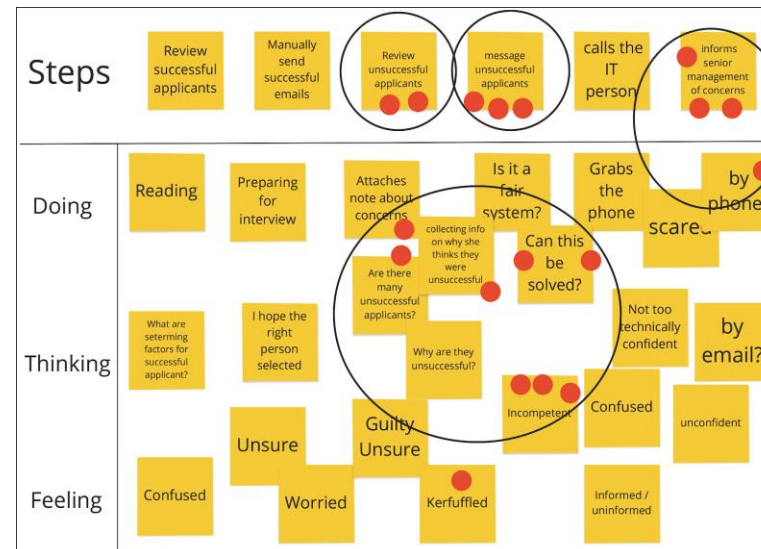 Steps
Review
successful
applicants
Manually
send
successful
emails
Review
unsuccessful
applicants
message
unsuccessful
applicants
calls the
IT
person
informs
senior
management
of concerns
Doing
Reading
Preparing
for
interview
Attaches
note about
concerns
collecting info
on why she
thinks they
were
unsuccessful
Are there
many
unsuccessful
applicants?
Is it a
fair
system?
Can this
be
solved?
Grabs
the
phone
scared
by
phone
Thinking
What are
seterming
factors for
successful
applicant?
I hope the
right
person
selected
Why are they
unsuccessful?
Not too
technically
confident
by
email?
Feeling
Confused
Unsure
Worried
Guilty
Unsure
Kerfuffled
Incompetent
Confused
Informed /
uninformed
unconfident